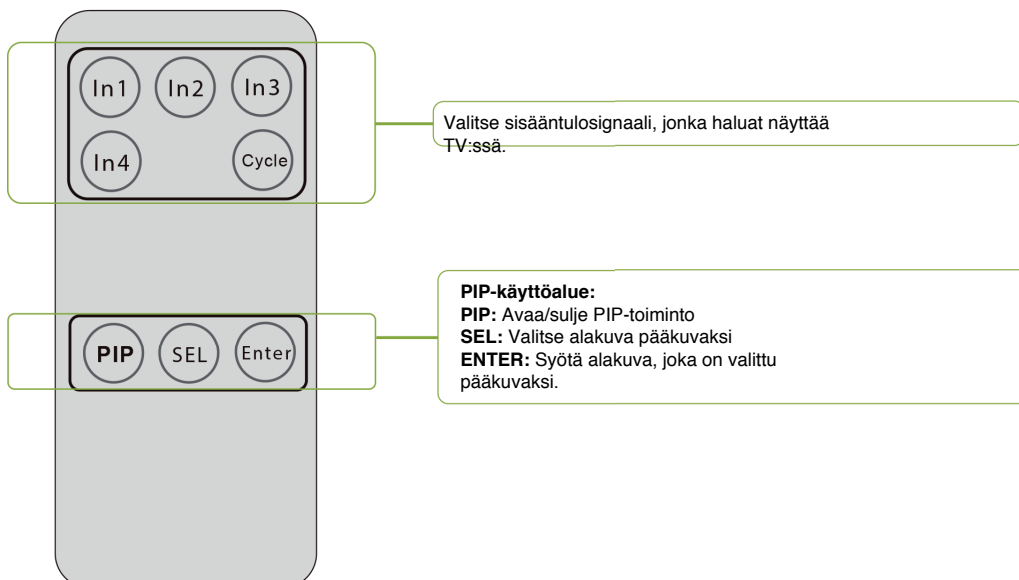 In1 In2 In3
In4 Cycle
Valitse sisääntulosignaali, jonka haluat näyttää
TV:ssä.
PIP SEL Enter
PIP-käyttöalue:
PIP: Avaa/sulje PIP-toiminto
SEL: Valitse alakuva pääkuvaksi
ENTER: Syötä alakuva, joka on valittu
pääkuvaksi.